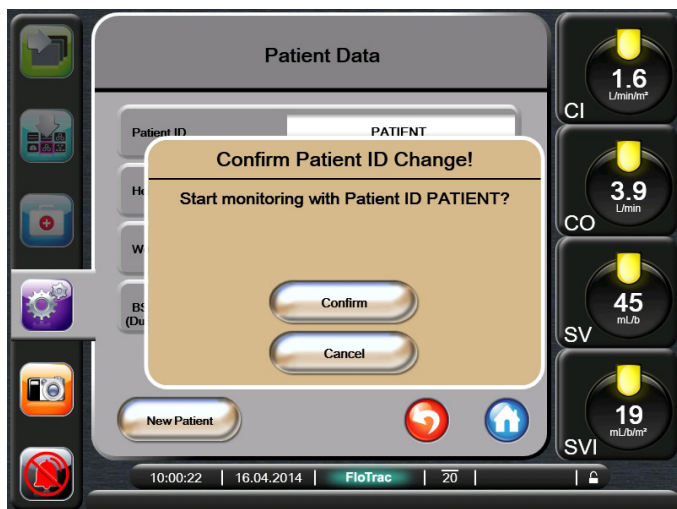 Patient Data
Patient ID
PATIENT
Confirm Patient ID Change!
Start monitoring with Patient ID PATIENT?
Confirm
Cancel
New Patient
1.6
L/min/m²
CI
3.9
L/min
CO
45
mL/b
SV
19
mL/b/m²
SVI
10:00:22 | 16.04.2014 | FloTrac | 20 |